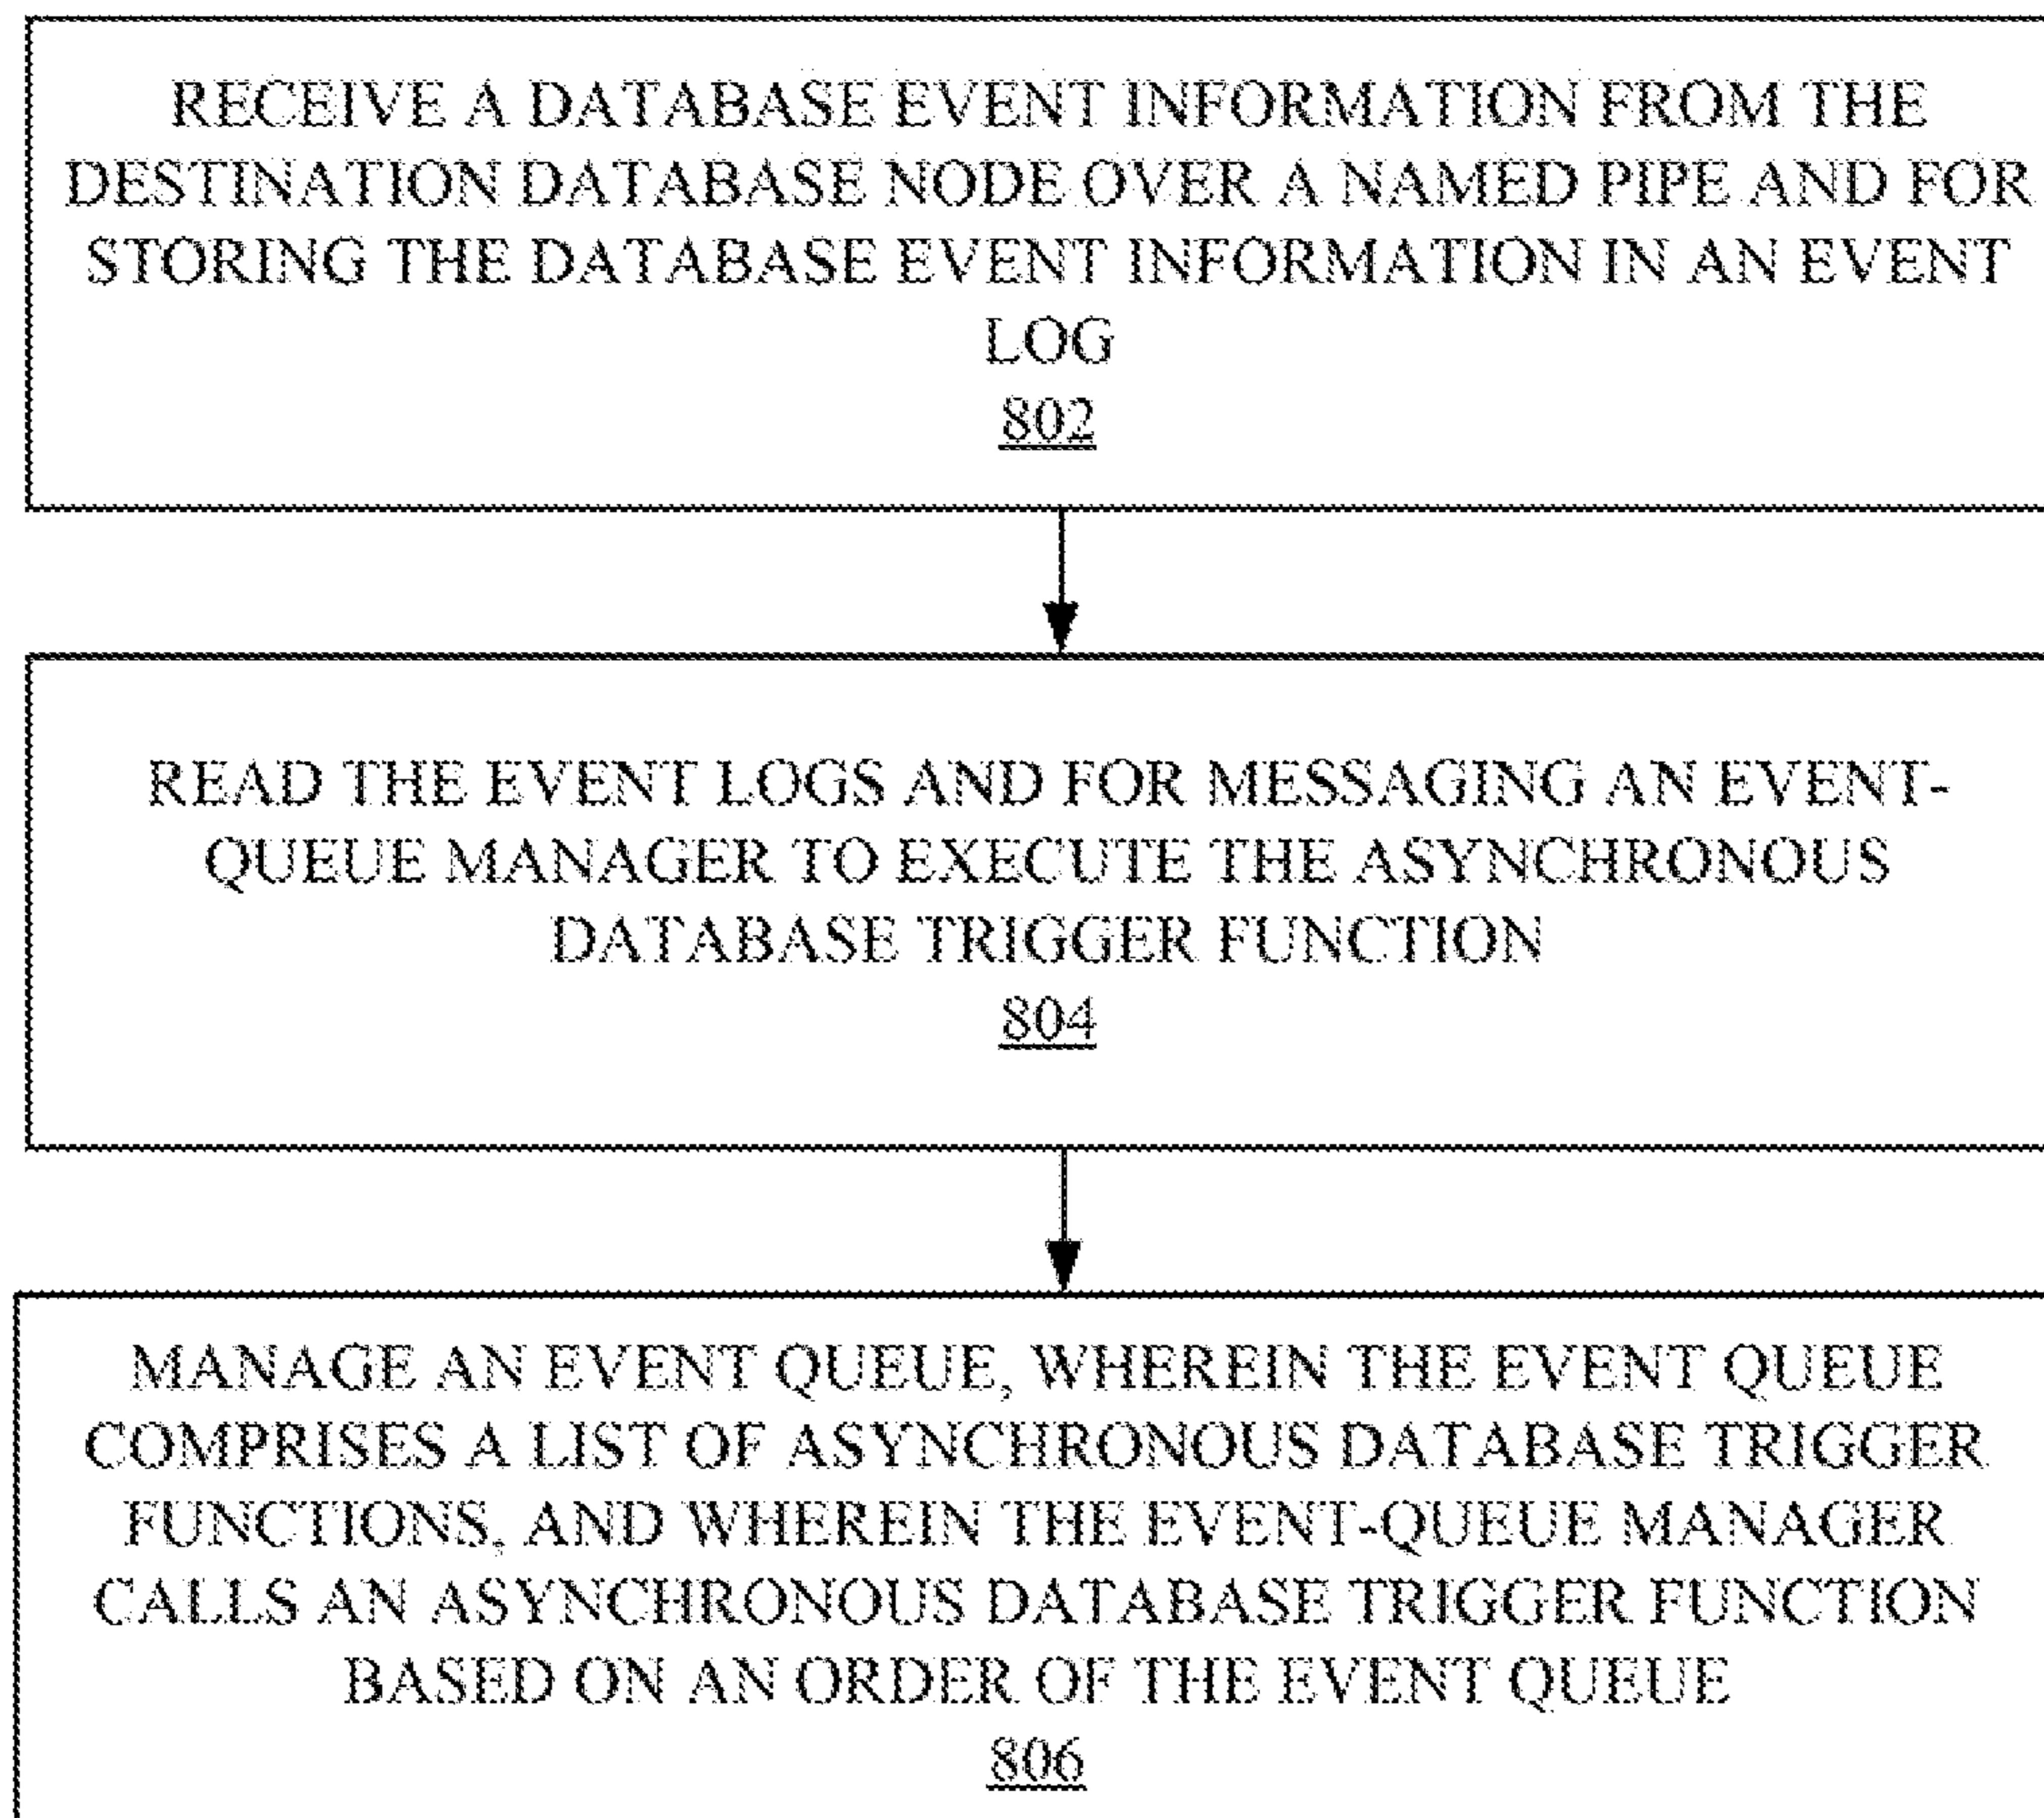 RECEIVE A DATABASE EVENT INFORMATION FROM THE
DESTINATION DATABASE NODE OVER A NAMED PIPE AND FOR
STORING THE DATABASE EVENT INFORMATION IN AN EVENT
LOG
802
READ THE EVENT LOGS AND FOR MESSAGING AN EVENT-
QUEUE MANAGER TO EXECUTE THE ASYNCHRONOUS
DATABASE TRIGGER FUNCTION
804
MANAGE AN EVENT QUEUE, WHEREIN THE EVENT QUEUE
COMPRISES A LIST OF ASYNCHRONOUS DATABASE TRIGGER
FUNCTIONS, AND WHEREIN THE EVENT-QUEUE MANAGER
CALLS AN ASYNCHRONOUS DATABASE TRIGGER FUNCTION
BASED ON AN ORDER OF THE EVENT QUEUE
806